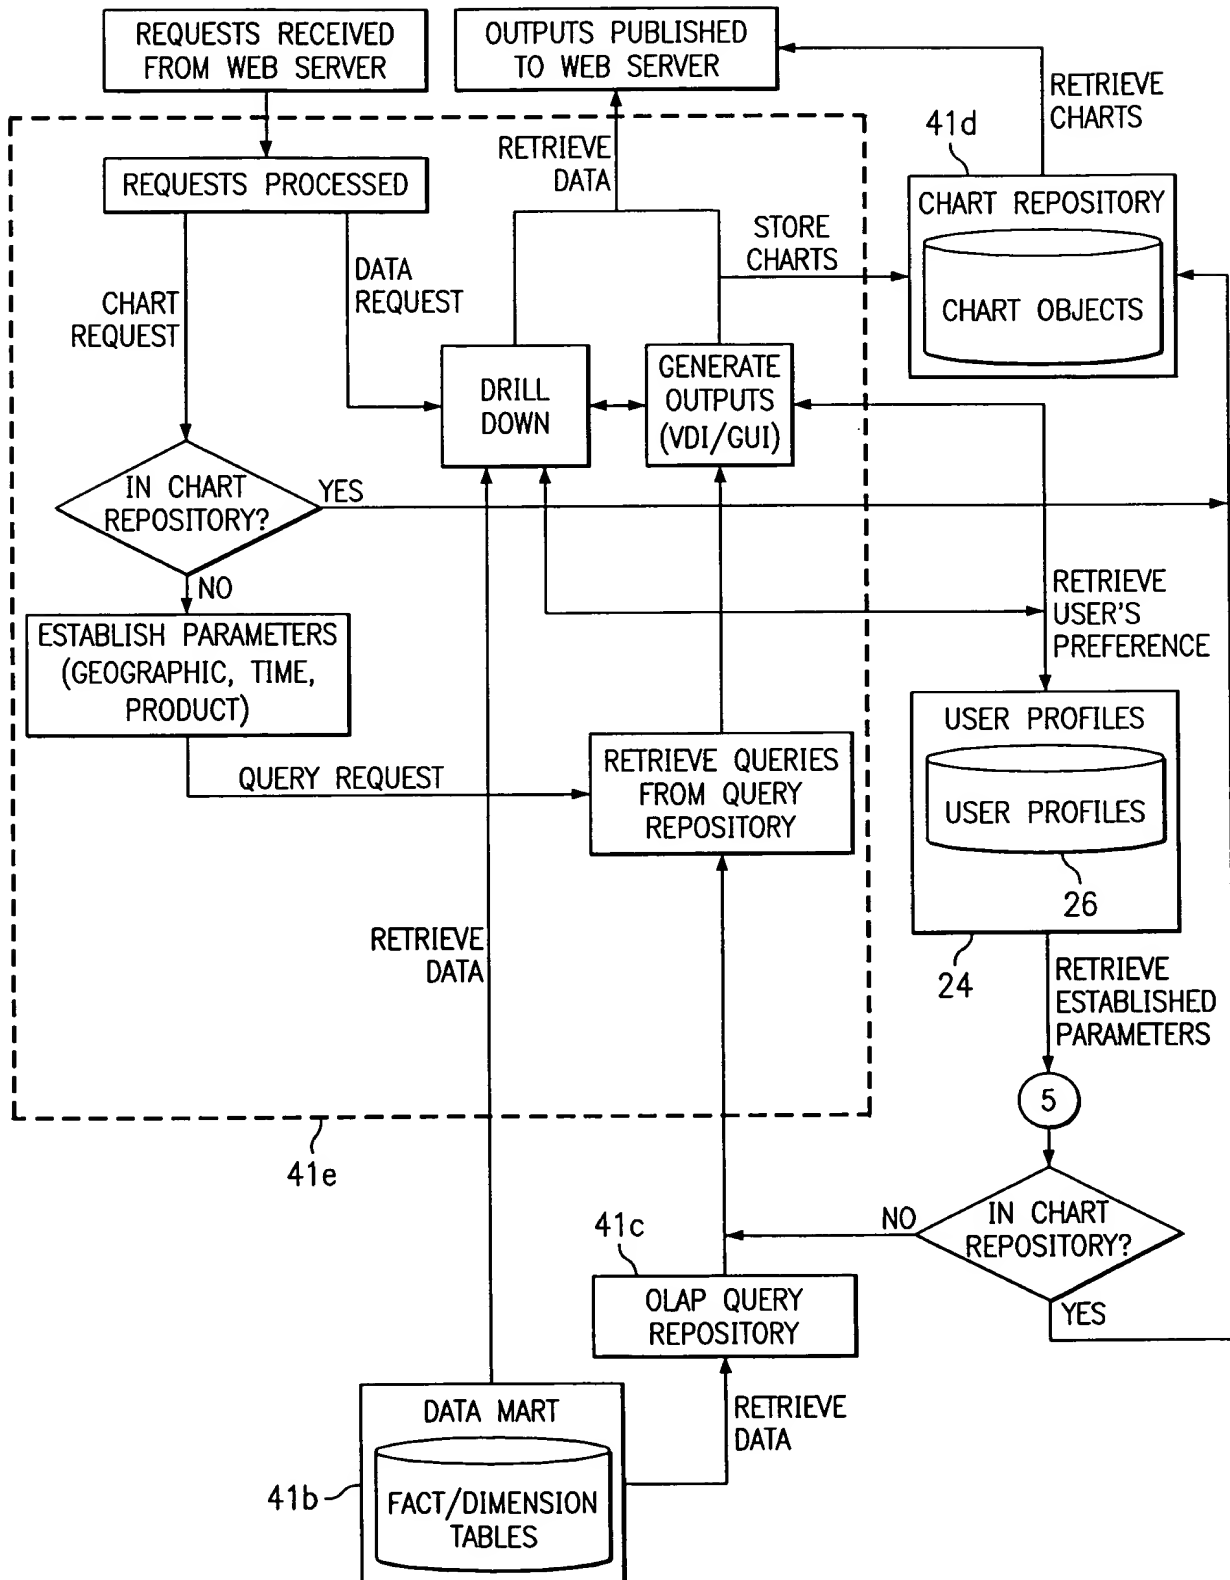 REQUESTS RECEIVED
FROM WEB SERVER
OUTPUTS PUBLISHED
TO WEB SERVER
RETRIEVE
CHARTS
41d
RETRIEVE
DATA
REQUESTS PROCESSED
CHART REPOSITORY
CHART OBJECTS
STORE
CHARTS
DATA
REQUEST
CHART
REQUEST
DRILL
DOWN
GENERATE
OUTPUTS
(VDI/GUI)
IN CHART
REPOSITORY?
YES
NO
RETRIEVE
USER'S
PREFERENCE
ESTABLISH PARAMETERS
(GEOGRAPHIC, TIME,
PRODUCT)
USER PROFILES
USER PROFILES
26
24
QUERY REQUEST
RETRIEVE QUERIES
FROM QUERY
REPOSITORY
RETRIEVE
DATA
RETRIEVE
ESTABLISHED
PARAMETERS
5
41e
IN CHART
REPOSITORY?
NO
YES
41c
OLAP QUERY
REPOSITORY
RETRIEVE
DATA
DATA MART
41b
FACT/DIMENSION
TABLES